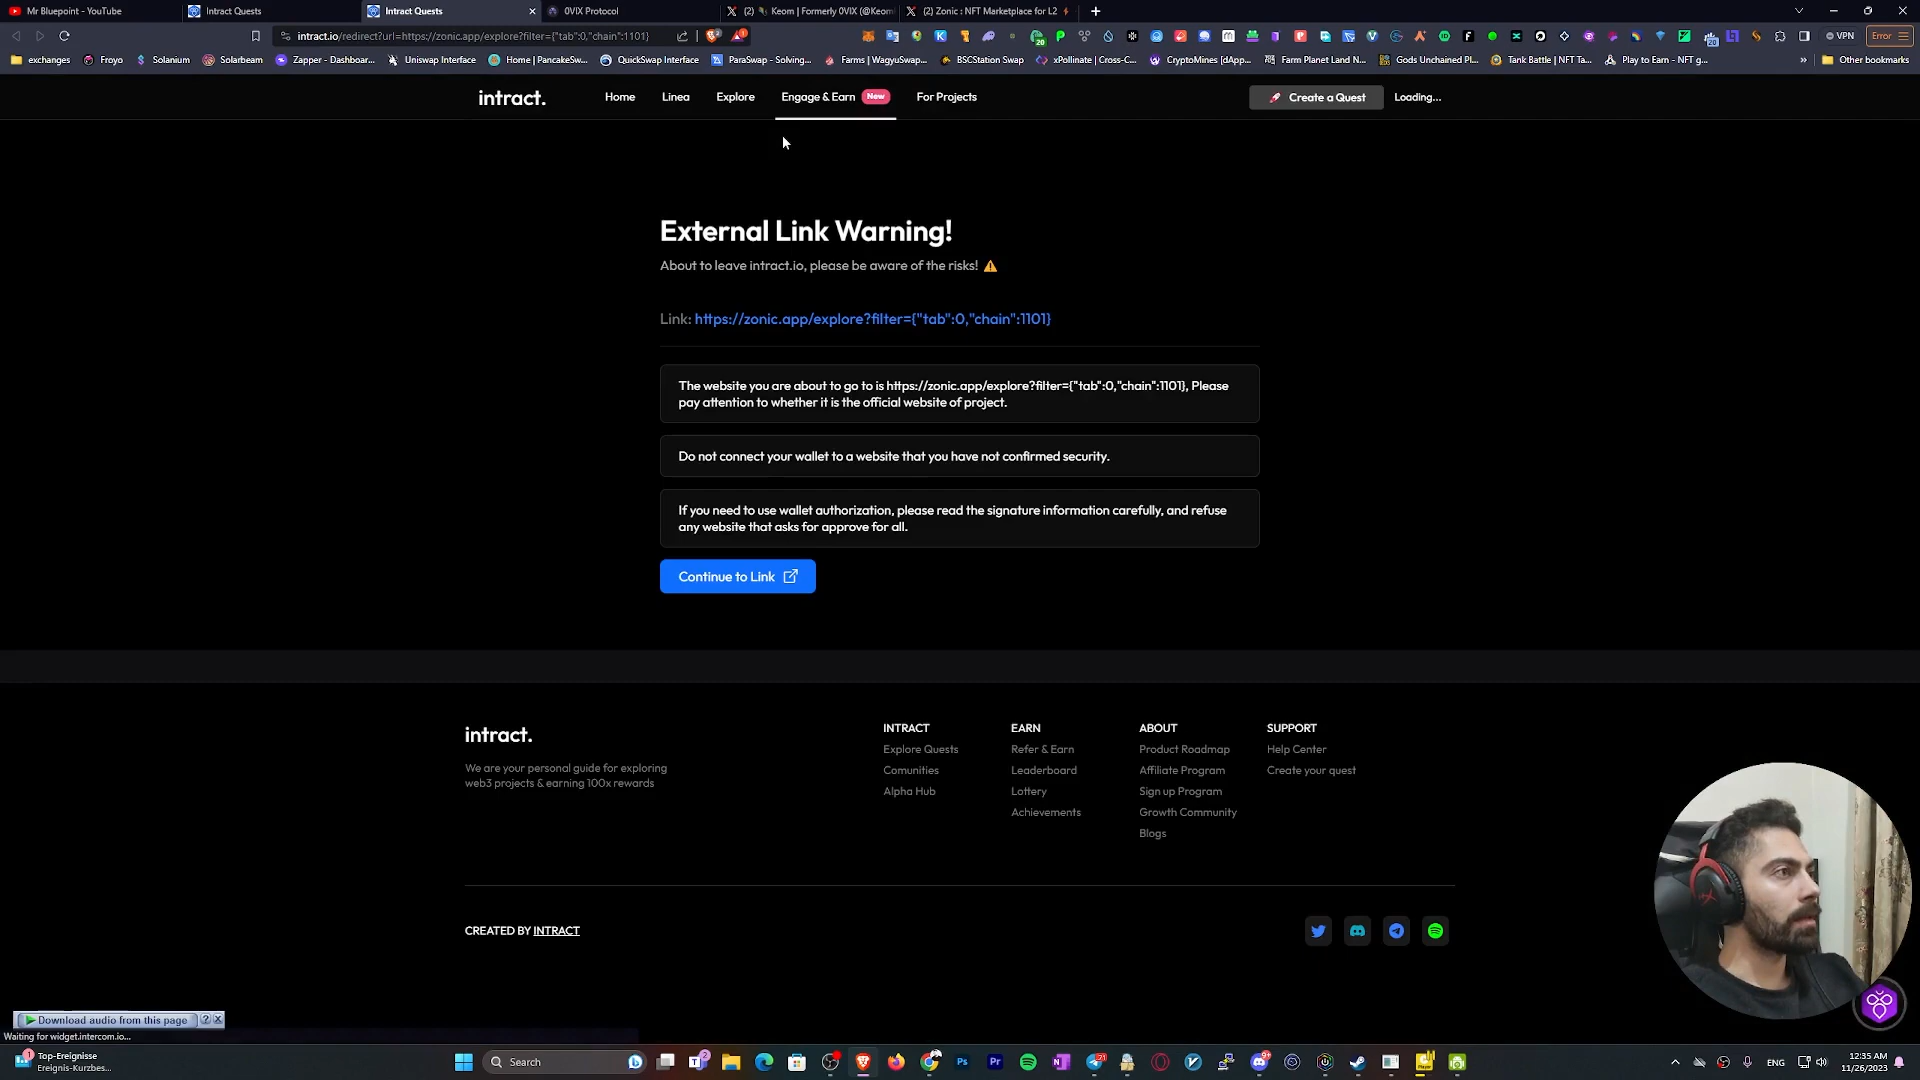 Mr Bluepoint - YouTube
Intract Quests
Intract Quests
0VIX Protocol
(2) Keom | Formerly 0VIX (@Keom
(2) Zonic : NFT Marketplace for L2
intract.io/redirect?url=https://zonic.app/explore?filter={"tab":0,"chain":1101}
20
VPN
Error
exchanges
Froyo
Solanium
Solarbeam
Zapper - Dashboar...
Uniswap Interface
Home | PancakeSw...
QuickSwap Interface
ParaSwap - Solving...
Farms | WagyuSwap...
BSCStation Swap
xPollinate | Cross-C...
CryptoMines [dApp...
Farm Planet Land N...
Gods Unchained Pl...
Tank Battle | NFT Ta...
Play to Earn - NFT g...
Other bookmarks
intract.
Home
Linea
Explore
Engage & Earn
New
For Projects
Create a Quest
Loading...
External Link Warning!
About to leave intract.io, please be aware of the risks!
Link: https://zonic.app/explore?filter={"tab":0,"chain":1101}
The website you are about to go to is https://zonic.app/explore?filter={"tab":0,"chain":1101}, Please
pay attention to whether it is the official website of project.
Do not connect your wallet to a website that you have not confirmed security.
If you need to use wallet authorization, please read the signature information carefully, and refuse
any website that asks for approve for all.
Continue to Link
intract.
We are your personal guide for exploring
web3 projects & earning 100x rewards
INTRACT
Explore Quests
Comunities
Alpha Hub
EARN
Refer & Earn
Leaderboard
Lottery
Achievements
ABOUT
Product Roadmap
Affiliate Program
Sign up Program
Growth Community
Blogs
SUPPORT
Help Center
Create your quest
CREATED BY INTRACT
Download audio from this page
Waiting for widget.intercom.io...
Top-Ereignisse
Ereignis-Kurzbes...
Search
ENG
12:35 AM
11/26/2023